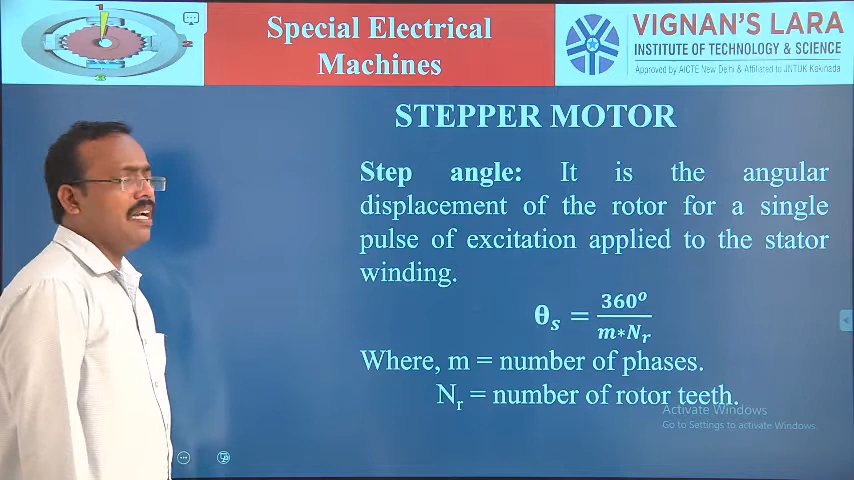 Special Electrical
Machines
VIGNAN'S LARA
INSTITUTE OF TECHNOLOGY & SCIENCE
Approved by AICTE New Delhi & Affiliated to JNTUK Kakinada
1
2
3
STEPPER MOTOR
Step angle: It is the angular
displacement of the rotor for a single
pulse of excitation applied to the stator
winding.
θₛ = 360° / m*Nᵣ
Where, m = number of phases.
Nᵣ = number of rotor teeth.
Activate Windows
Go to Settings to activate Windows.